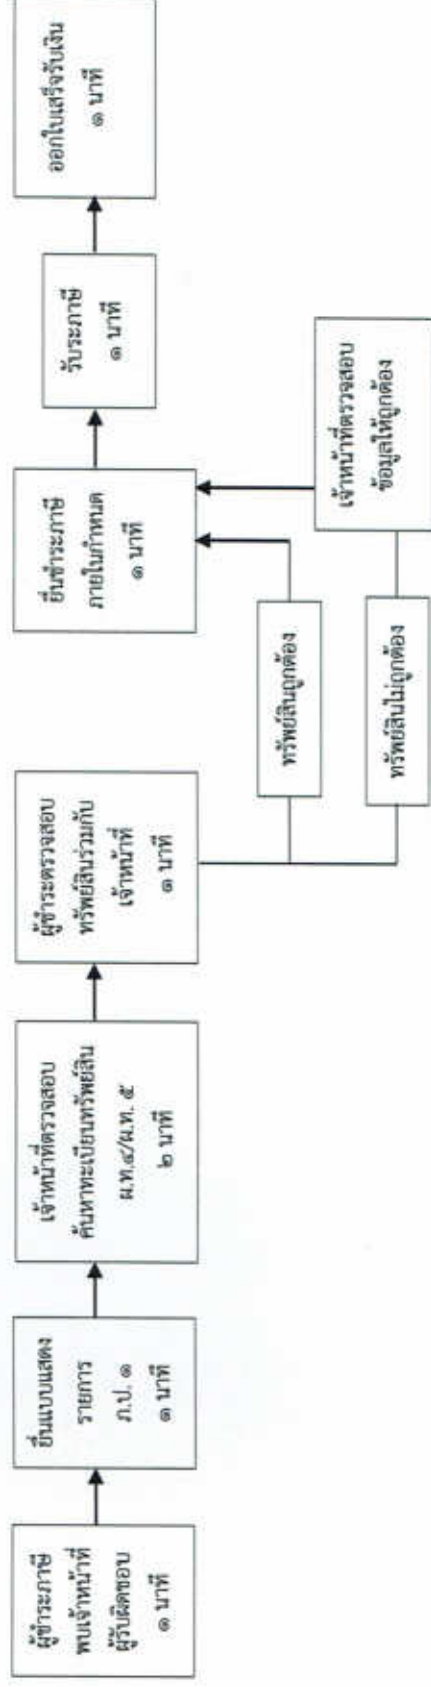 ผู้ชำระภาษี
พบเจ้าหน้าที่
ผู้รับผิดชอบ
๑ นาที
ยื่นแบบแสดง
รายการ
ภ.ป. ๑
๑ นาที
เจ้าหน้าที่ตรวจสอบ
ค้นหาทะเบียนทรัพย์สิน
ผ.ท.๔/ผ.ท. ๕
๒ นาที
ผู้ชำระตรวจสอบ
ทรัพย์สินร่วมกับ
เจ้าหน้าที่
๑ นาที
ทรัพย์สินถูกต้อง
ทรัพย์สินไม่ถูกต้อง
เจ้าหน้าที่ตรวจสอบ
ข้อมูลให้ถูกต้อง
ยื่นชำระภาษี
ภายในกำหนด
๑ นาที
รับชำระภาษี
๑ นาที
ออกใบเสร็จรับเงิน
๑ นาที